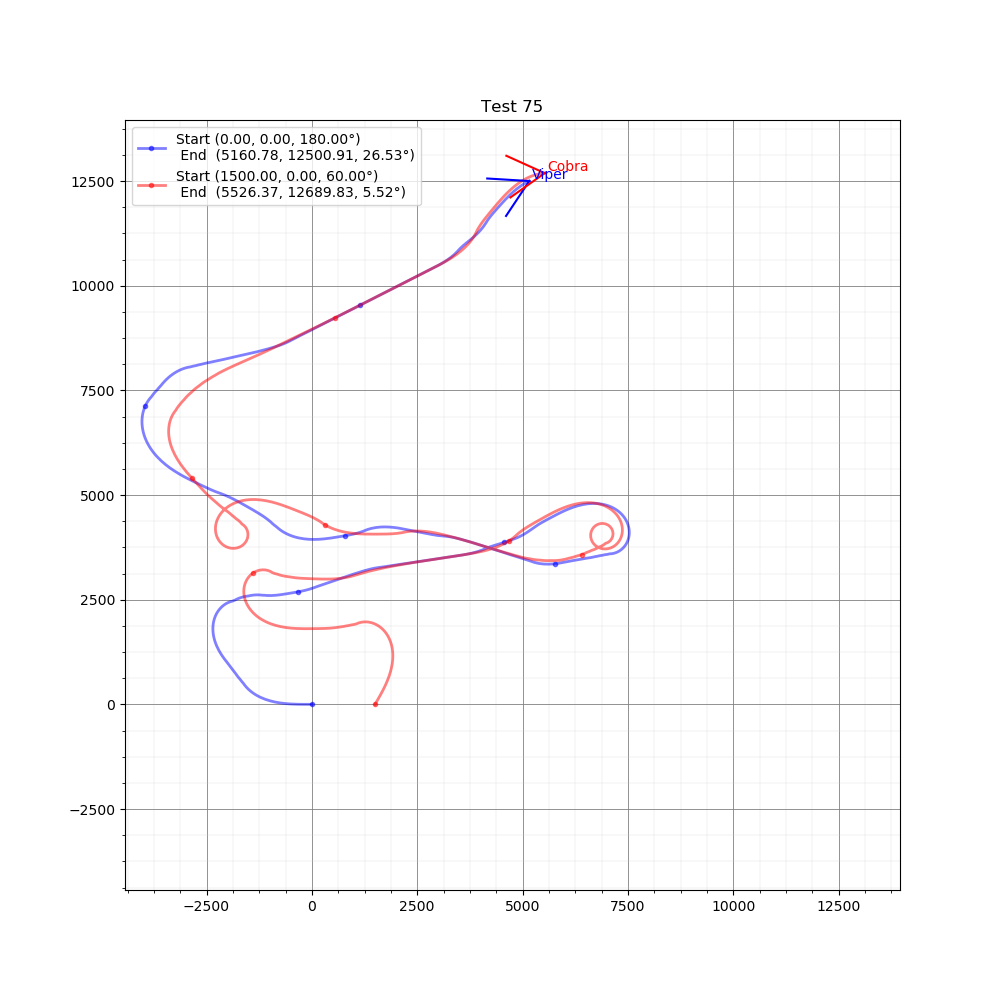 Test 75
Start (0.00, 0.00, 180.00°)
End (5160.78, 12500.91, 26.53°)
Start (1500.00, 0.00, 60.00°)
End (5526.37, 12689.83, 5.52°)
Cobra
Viper
12500
10000
7500
5000
2500
0
−2500
−2500
0
2500
5000
7500
10000
12500